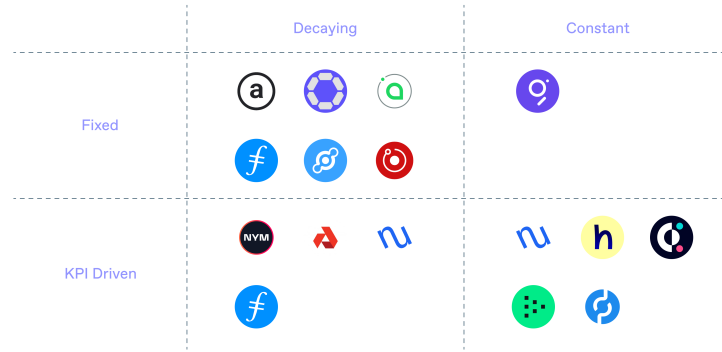 Decaying
Constant
Fixed
a
KPI Driven
NYM
h